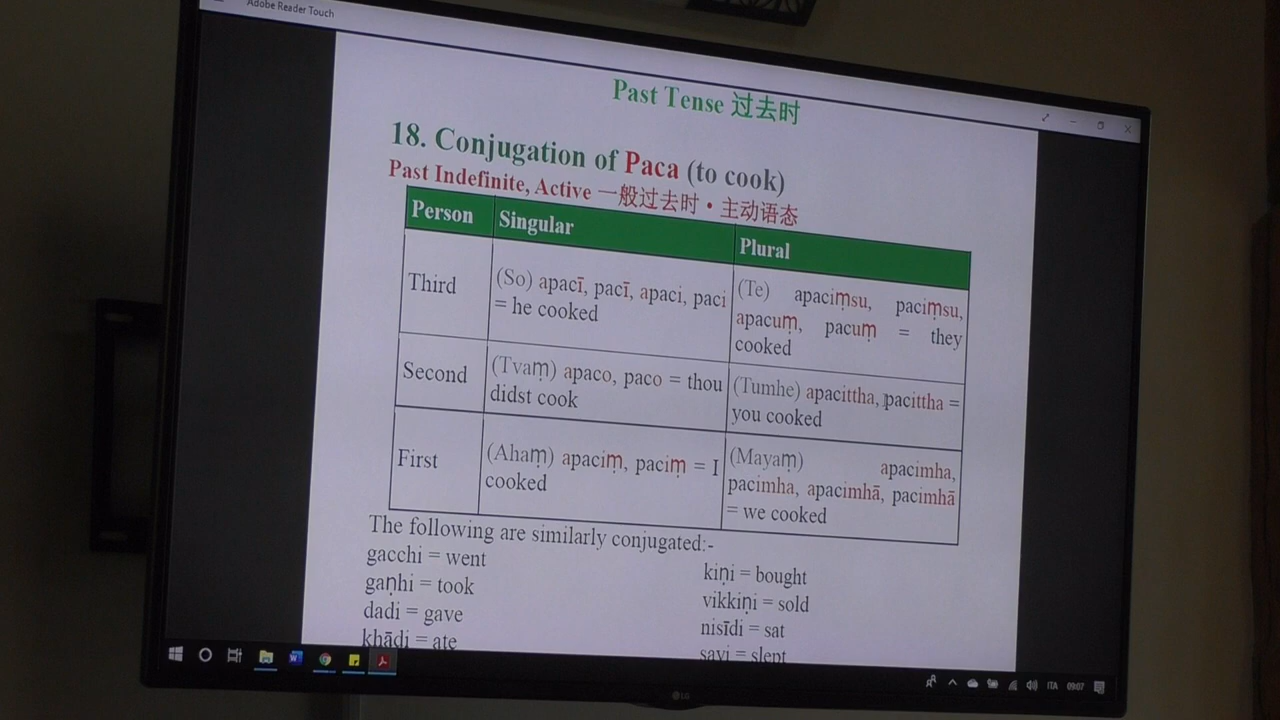 Adobe Reader Touch
Past Tense 过去时
18. Conjugation of Paca (to cook)
Past Indefinite, Active 一般过去时 • 主动语态
Person Singular Plural
Third
(So) apacī, pacī, apaci, paci
= he cooked
(Te) apaciṃsu, paciṃsu,
apacuṃ, pacuṃ = they
cooked
Second
(Tvaṃ) apaco, paco = thou
didst cook
(Tumhe) apacittha, pacittha =
you cooked
First
(Ahaṃ) apaciṃ, paciṃ = I
cooked
(Mayaṃ) apacimha,
pacimha, apacimhā, pacimhā
= we cooked
The following are similarly conjugated:-
gacchi = went
gaṇhi = took
dadi = gave
khādi = ate
kiṇi = bought
vikkiṇi = sold
nisīdi = sat
sayi = slept
ITA 09:07
LG